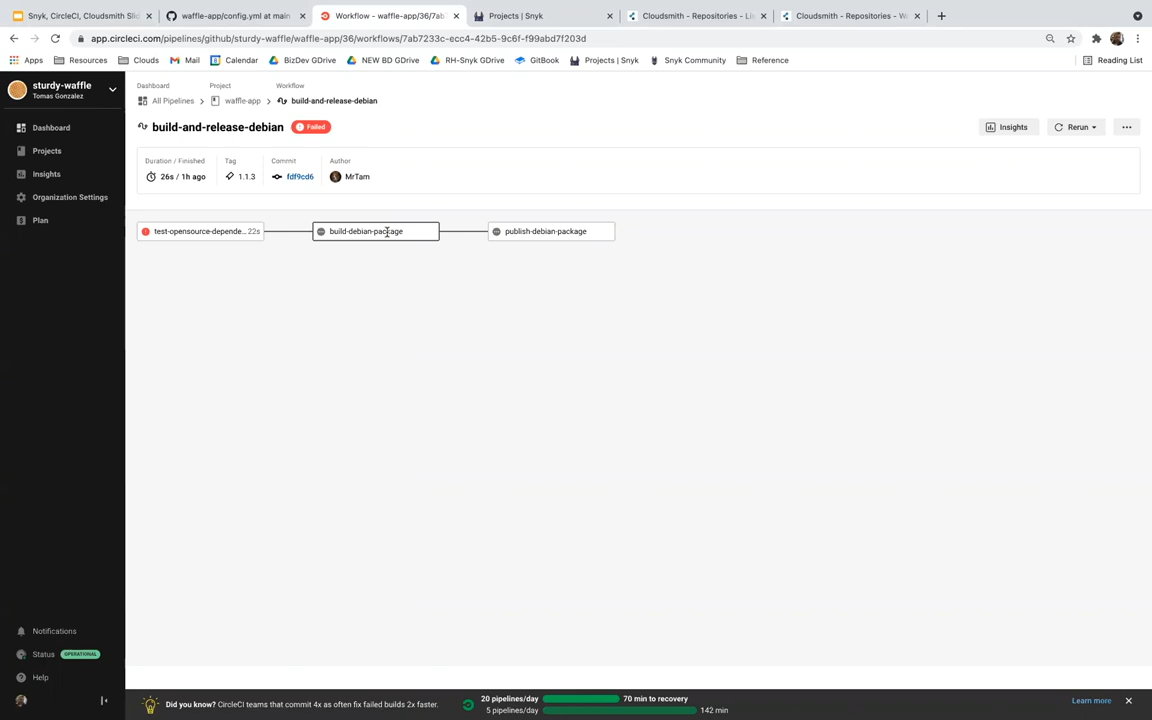 Snyk, CircleCI, Cloudsmith Sli
waffle-app/config.yml at main
Workflow - waffle-app/36/7ab
Projects | Snyk
Cloudsmith - Repositories - Li
Cloudsmith - Repositories - W
app.circleci.com/pipelines/github/sturdy-waffle/waffle-app/36/workflows/7ab7233c-ecc4-42b5-9c6f-f99abd7f203d
Apps
Resources
Clouds
Mail
Calendar
BizDev GDrive
NEW BD GDrive
RH-Snyk GDrive
GitBook
Projects | Snyk
Snyk Community
Reference
Reading List
sturdy-waffle
Tomas Gonzalez
Dashboard
Projects
Insights
Organization Settings
Plan
Notifications
Status OPERATIONAL
Help
Dashboard Project Workflow
All Pipelines > waffle-app > build-and-release-debian
build-and-release-debian Failed
Insights
Rerun
Duration / Finished Tag Commit Author
26s / 1h ago 1.1.3 fdf9cd6 MrTam
test-opensource-depende... 22s
build-debian-package
publish-debian-package
Did you know? CircleCI teams that commit 4x as often fix failed builds 2x faster.
20 pipelines/day 70 min to recovery
5 pipelines/day 142 min
Learn more